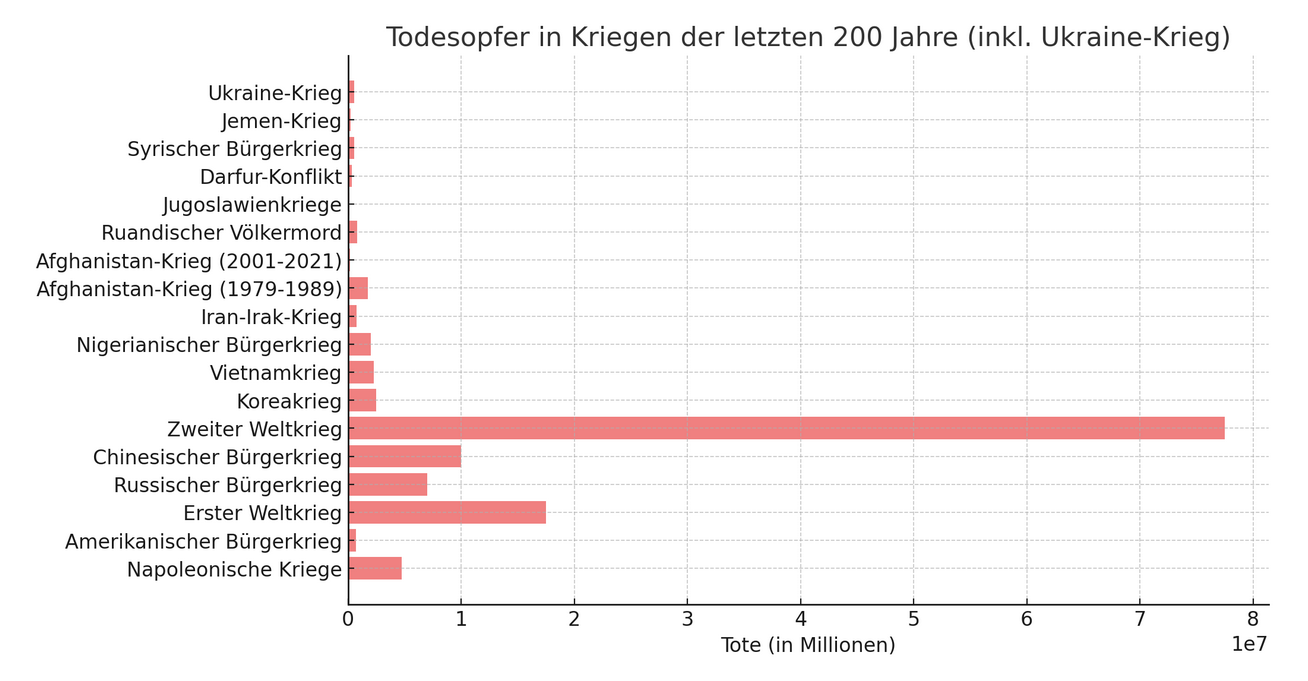 Todesopfer in Kriegen der letzten 200 Jahre (inkl. Ukraine-Krieg)
Ukraine-Krieg
Jemen-Krieg
Syrischer Bürgerkrieg
Darfur-Konflikt
Jugoslawienkriege
Ruandischer Völkermord
Afghanistan-Krieg (2001-2021)
Afghanistan-Krieg (1979-1989)
Iran-Irak-Krieg
Nigerianischer Bürgerkrieg
Vietnamkrieg
Koreakrieg
Zweiter Weltkrieg
Chinesischer Bürgerkrieg
Russischer Bürgerkrieg
Erster Weltkrieg
Amerikanischer Bürgerkrieg
Napoleonische Kriege
0 1 2 3 4 5 6 7 8
Tote (in Millionen)
1e7